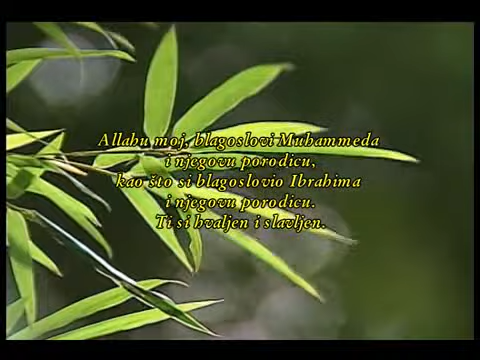 Allahu moj, blagoslovi Muhammeda
i njegovu porodicu,
kao što si blagoslovio Ibrahima
i njegovu porodicu.
Ti si hvaljen i slavljen.